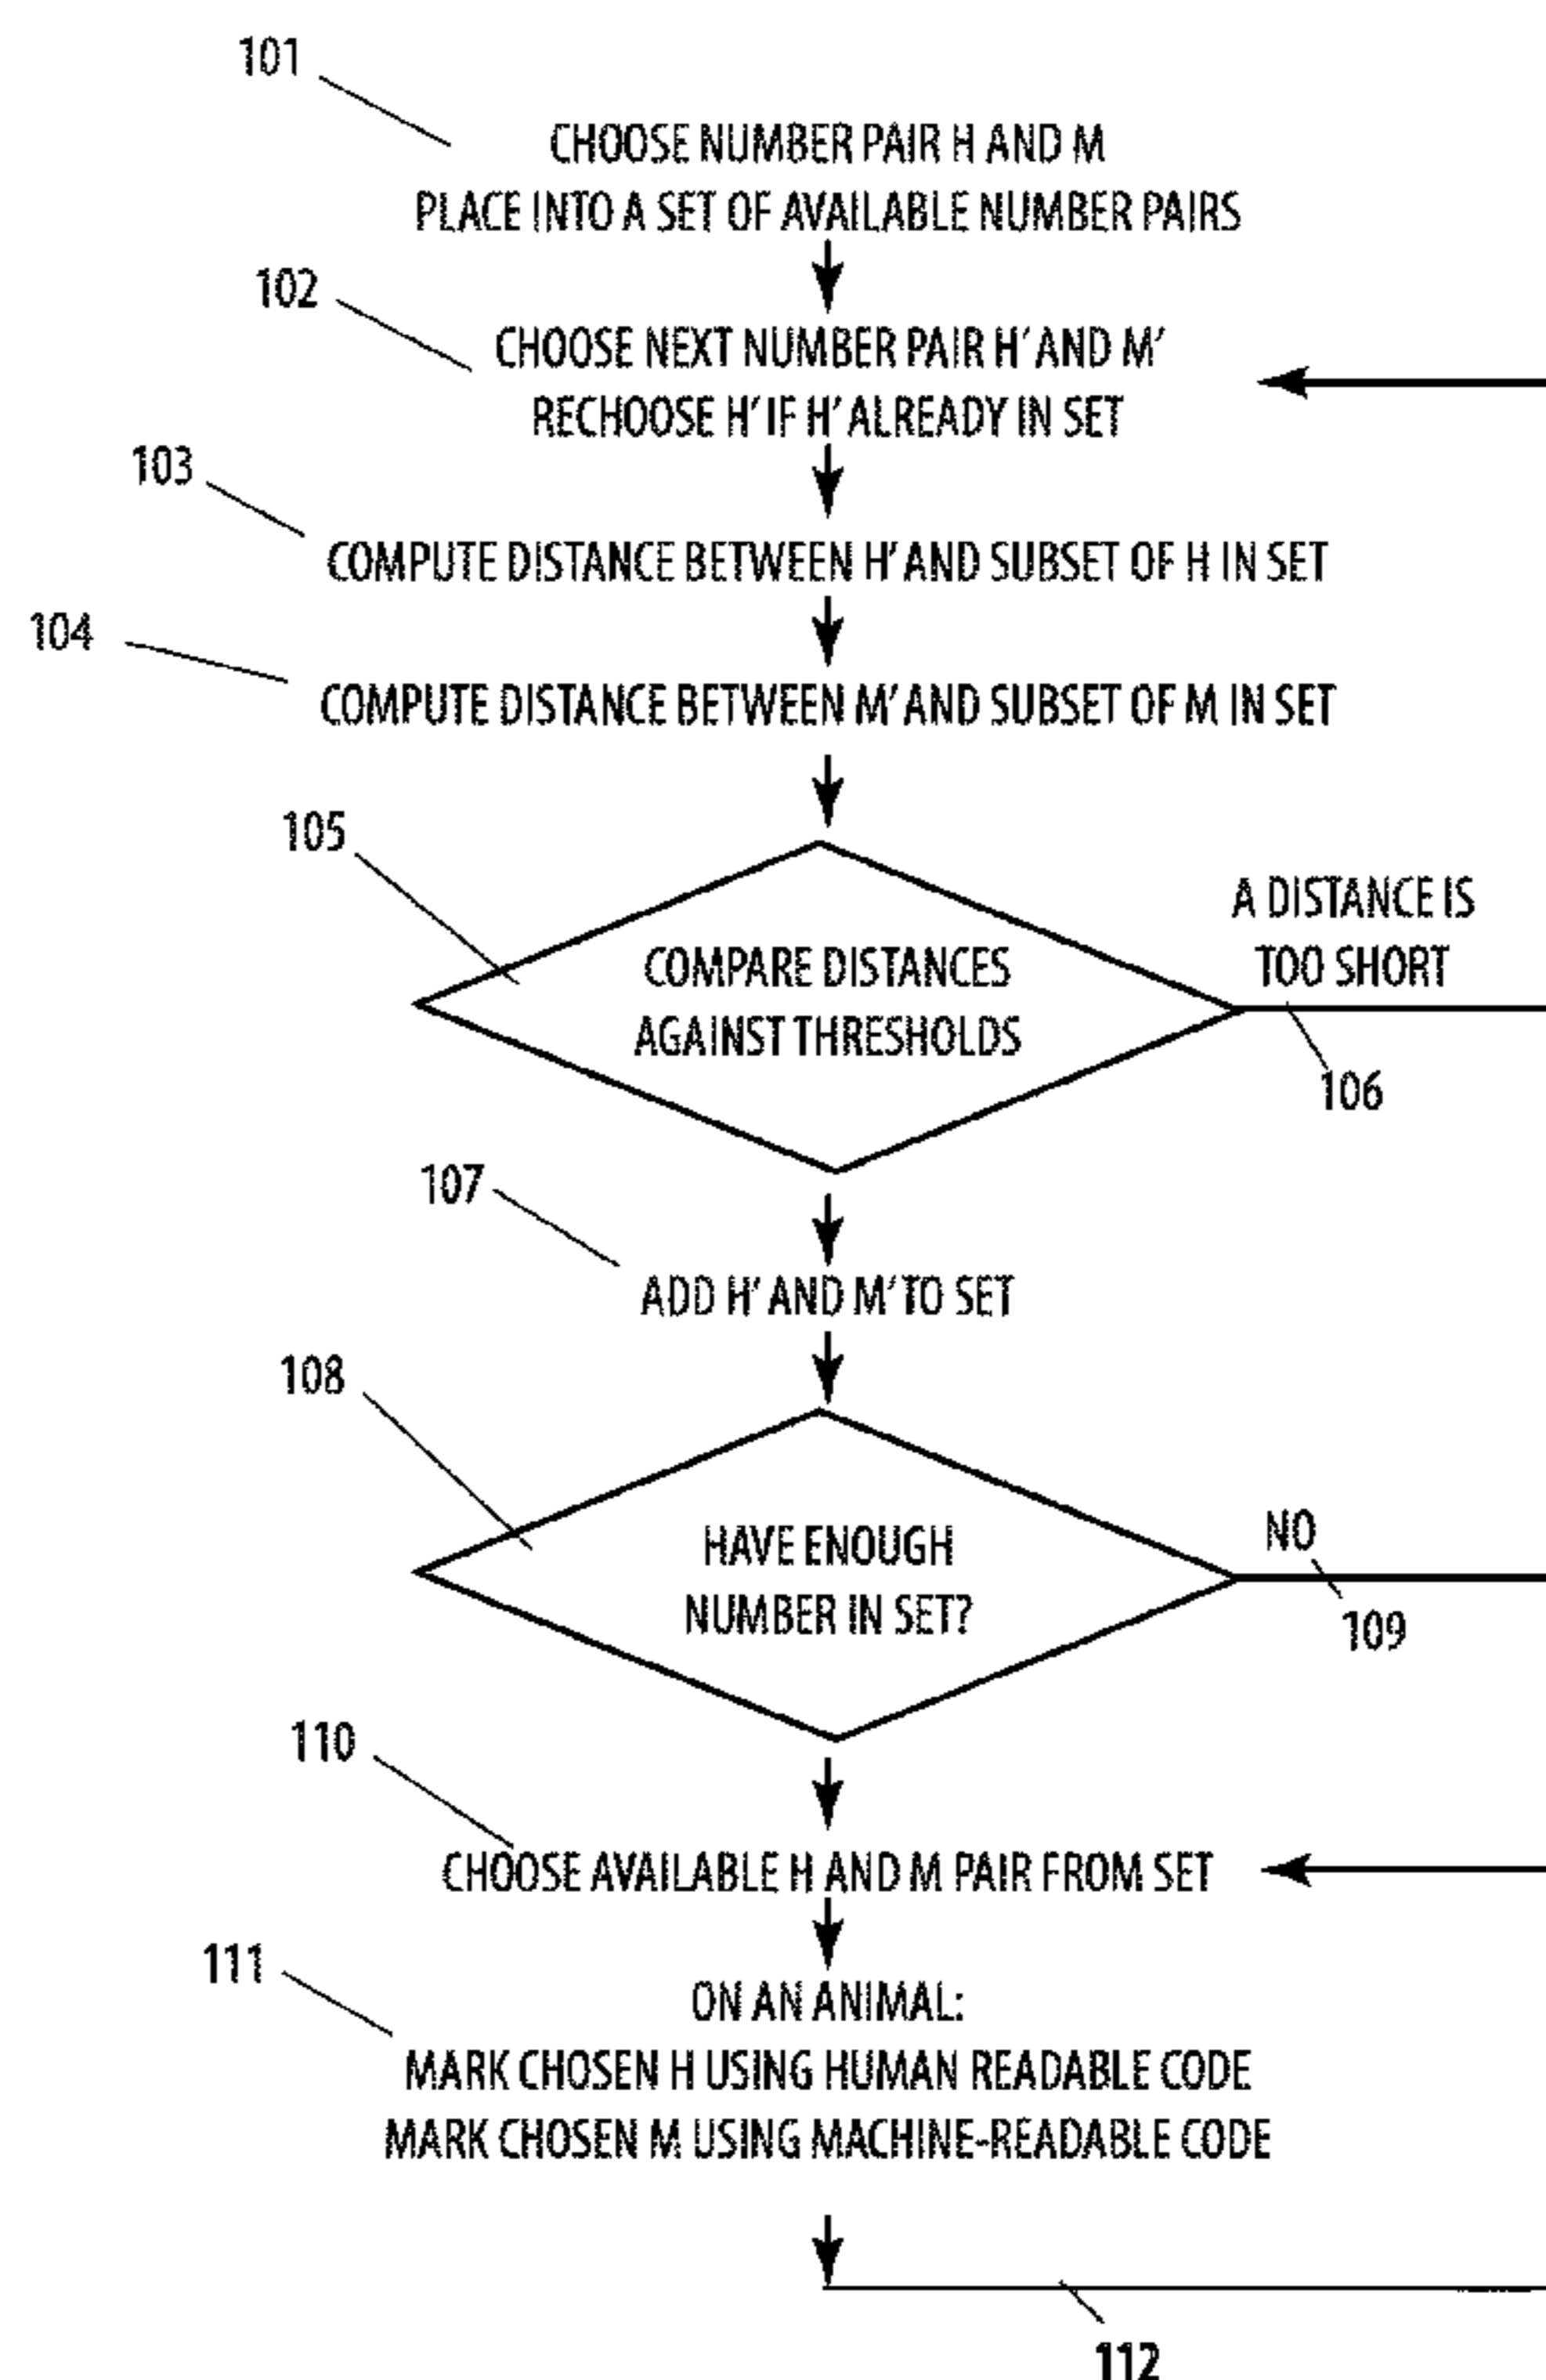 101
CHOOSE NUMBER PAIR H AND M
PLACE INTO A SET OF AVAILABLE NUMBER PAIRS
102
CHOOSE NEXT NUMBER PAIR H' AND M'
RECHOOSE H' IF H' ALREADY IN SET
103
COMPUTE DISTANCE BETWEEN H' AND SUBSET OF H IN SET
104
COMPUTE DISTANCE BETWEEN M' AND SUBSET OF M IN SET
105
COMPARE DISTANCES
AGAINST THRESHOLDS
A DISTANCE IS
TOO SHORT
106
107
ADD H' AND M' TO SET
108
HAVE ENOUGH
NUMBER IN SET?
NO
109
110
CHOOSE AVAILABLE H AND M PAIR FROM SET
111
ON AN ANIMAL:
MARK CHOSEN H USING HUMAN READABLE CODE
MARK CHOSEN M USING MACHINE-READABLE CODE
112